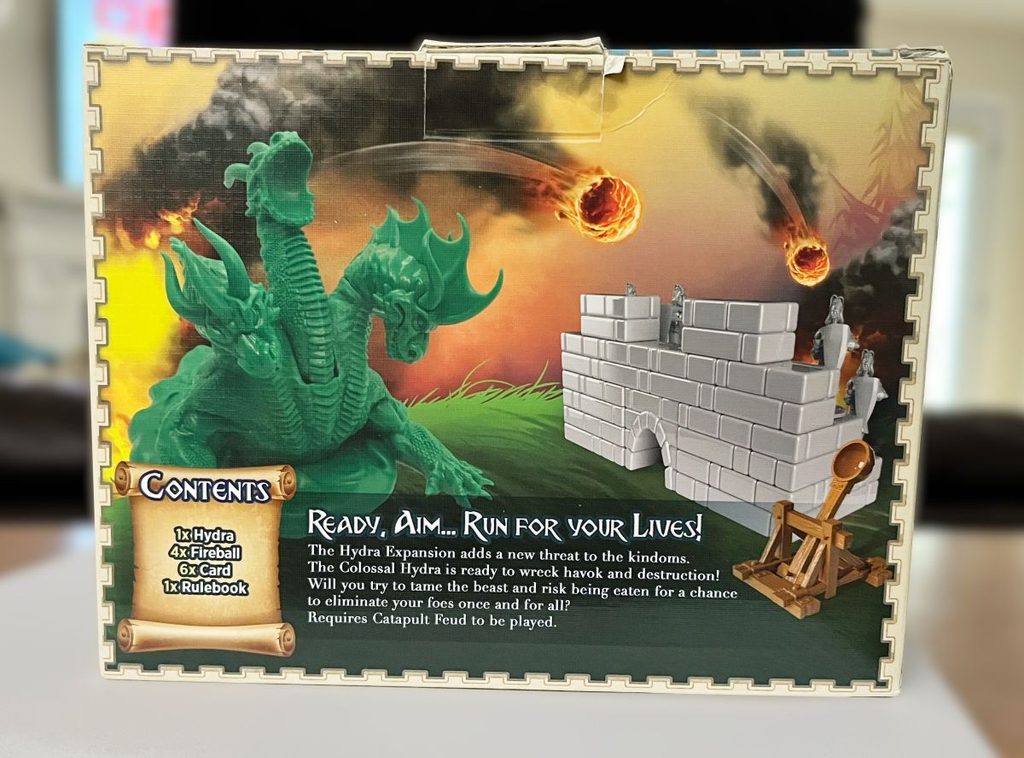 CONTENTS
1x Hydra
4x Fireball
6x Card
1x Rulebook
READY, AIM... RUN FOR YOUR LIVES!
The Hydra Expansion adds a new threat to the kindoms.
The Colossal Hydra is ready to wreck havok and destruction!
Will you try to tame the beast and risk being eaten for a chance
to eliminate your foes once and for all?
Requires Catapult Feud to be played.